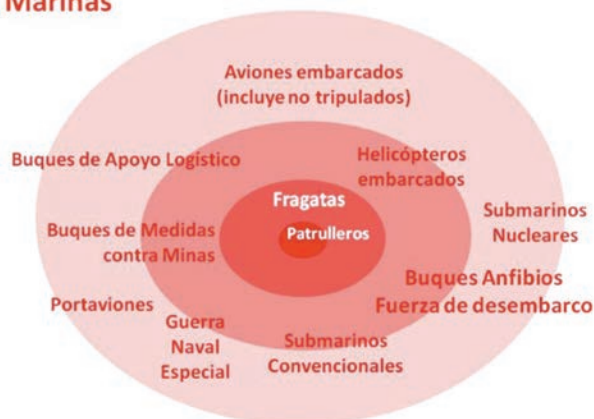 Marinas
Aviones embarcados
(incluye no tripulados)
Buques de Apoyo Logístico
Helicópteros
embarcados
Fragatas
Patrulleros
Submarinos
Nucleares
Buques de Medidas
contra Minas
Buques Anfibios
Fuerza de desembarco
Portaviones
Guerra
Naval
Especial
Submarinos
Convencionales